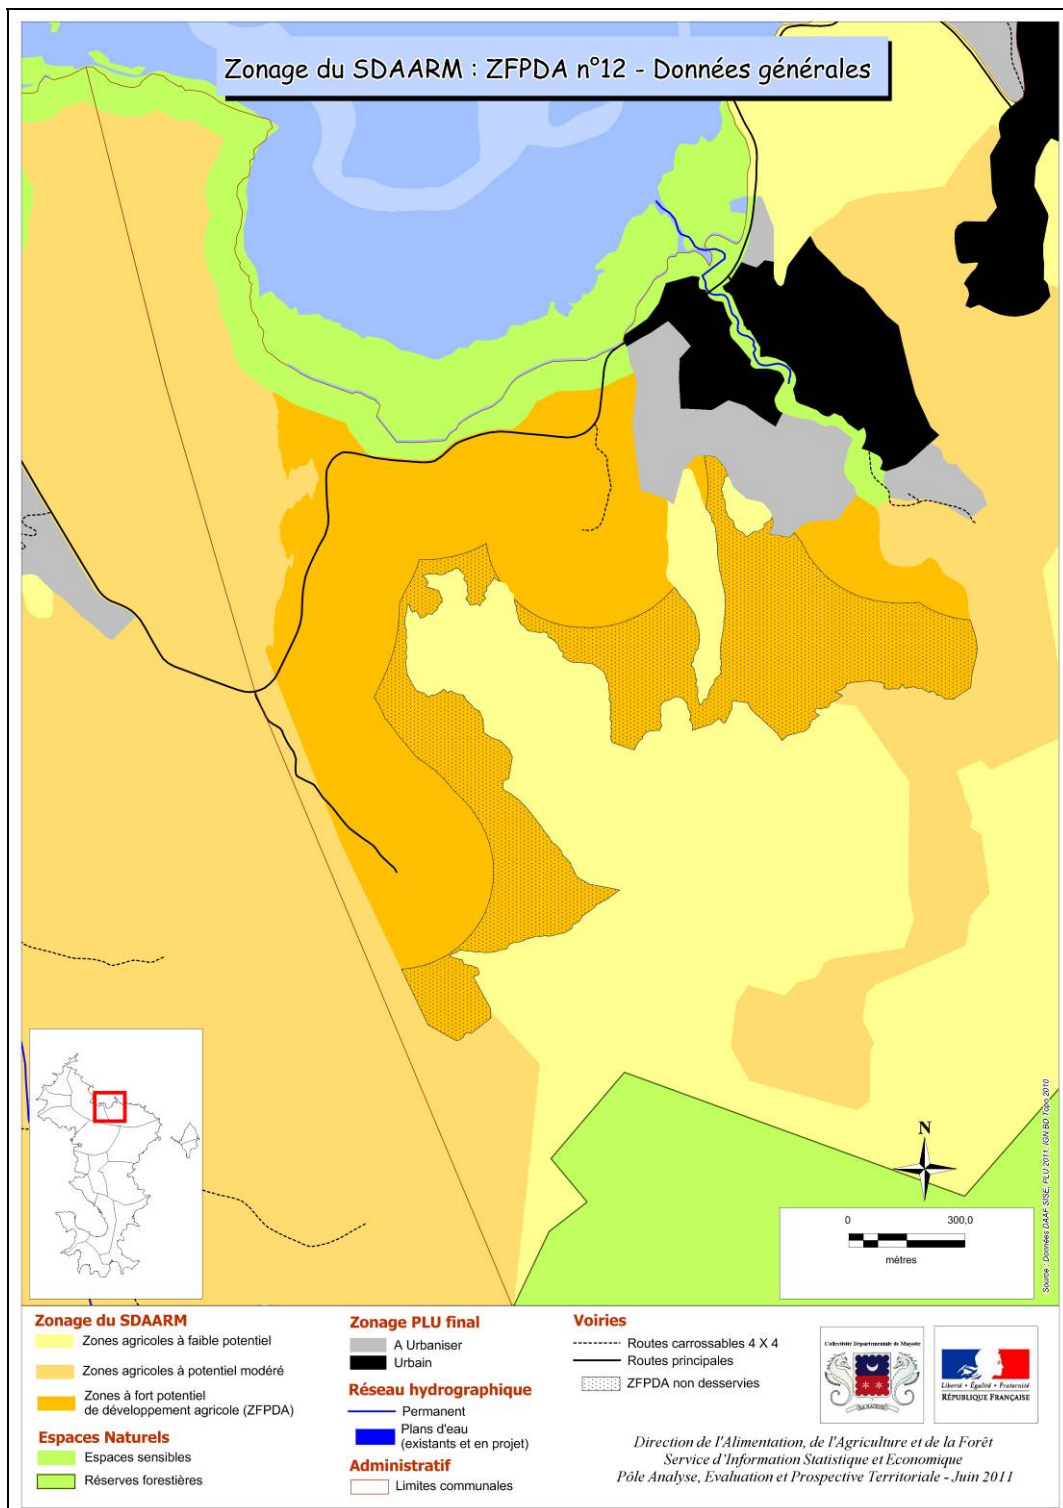 Zonage du SDAARM : ZFPDA n°12 - Données générales
N
0 300,0
mètres
Source : Données DAAF SISE, PLU 2011, IGN BD Topo 2010
Zonage du SDAARM
Zones agricoles à faible potentiel
Zones agricoles à potentiel modéré
Zones à fort potentiel
de développement agricole (ZFPDA)
Espaces Naturels
Espaces sensibles
Réserves forestières
Zonage PLU final
A Urbaniser
Urbain
Réseau hydrographique
Permanent
Plans d'eau
(existants et en projet)
Administratif
Limites communales
Voiries
Routes carrossables 4 X 4
Routes principales
ZFPDA non desservies
Collectivité Départementale de Mayotte
Liberté • Égalité • Fraternité
RÉPUBLIQUE FRANÇAISE
Direction de l'Alimentation, de l'Agriculture et de la Forêt
Service d'Information Statistique et Economique
Pôle Analyse, Evaluation et Prospective Territoriale - Juin 2011